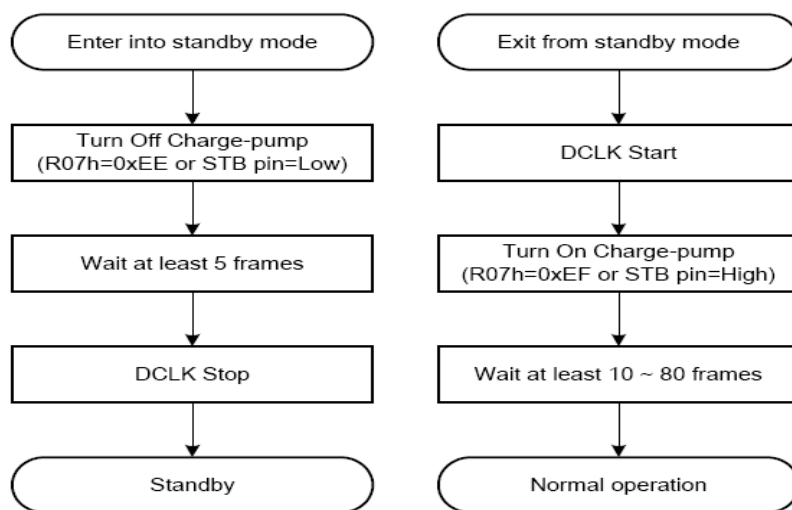 Enter into standby mode
Turn Off Charge-pump
(R07h=0xEE or STB pin=Low)
Wait at least 5 frames
DCLK Stop
Standby
Exit from standby mode
DCLK Start
Turn On Charge-pump
(R07h=0xEF or STB pin=High)
Wait at least 10 ~ 80 frames
Normal operation